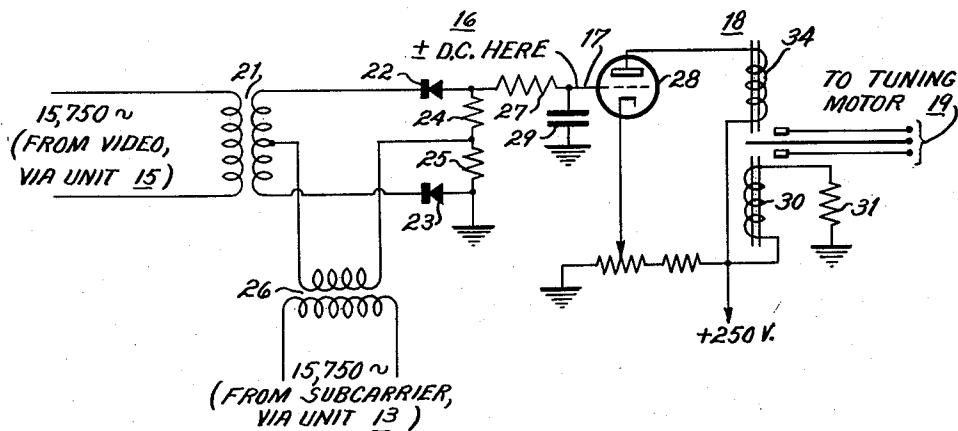 16
18
± D.C. HERE
17
34
21
22
28
TO TUNING
MOTOR 19
15,750 ~
(FROM VIDEO,
VIA UNIT 15)
24
27
29
25
23
30
31
26
+250 V.
15,750 ~
(FROM SUBCARRIER,
VIA UNIT 13)